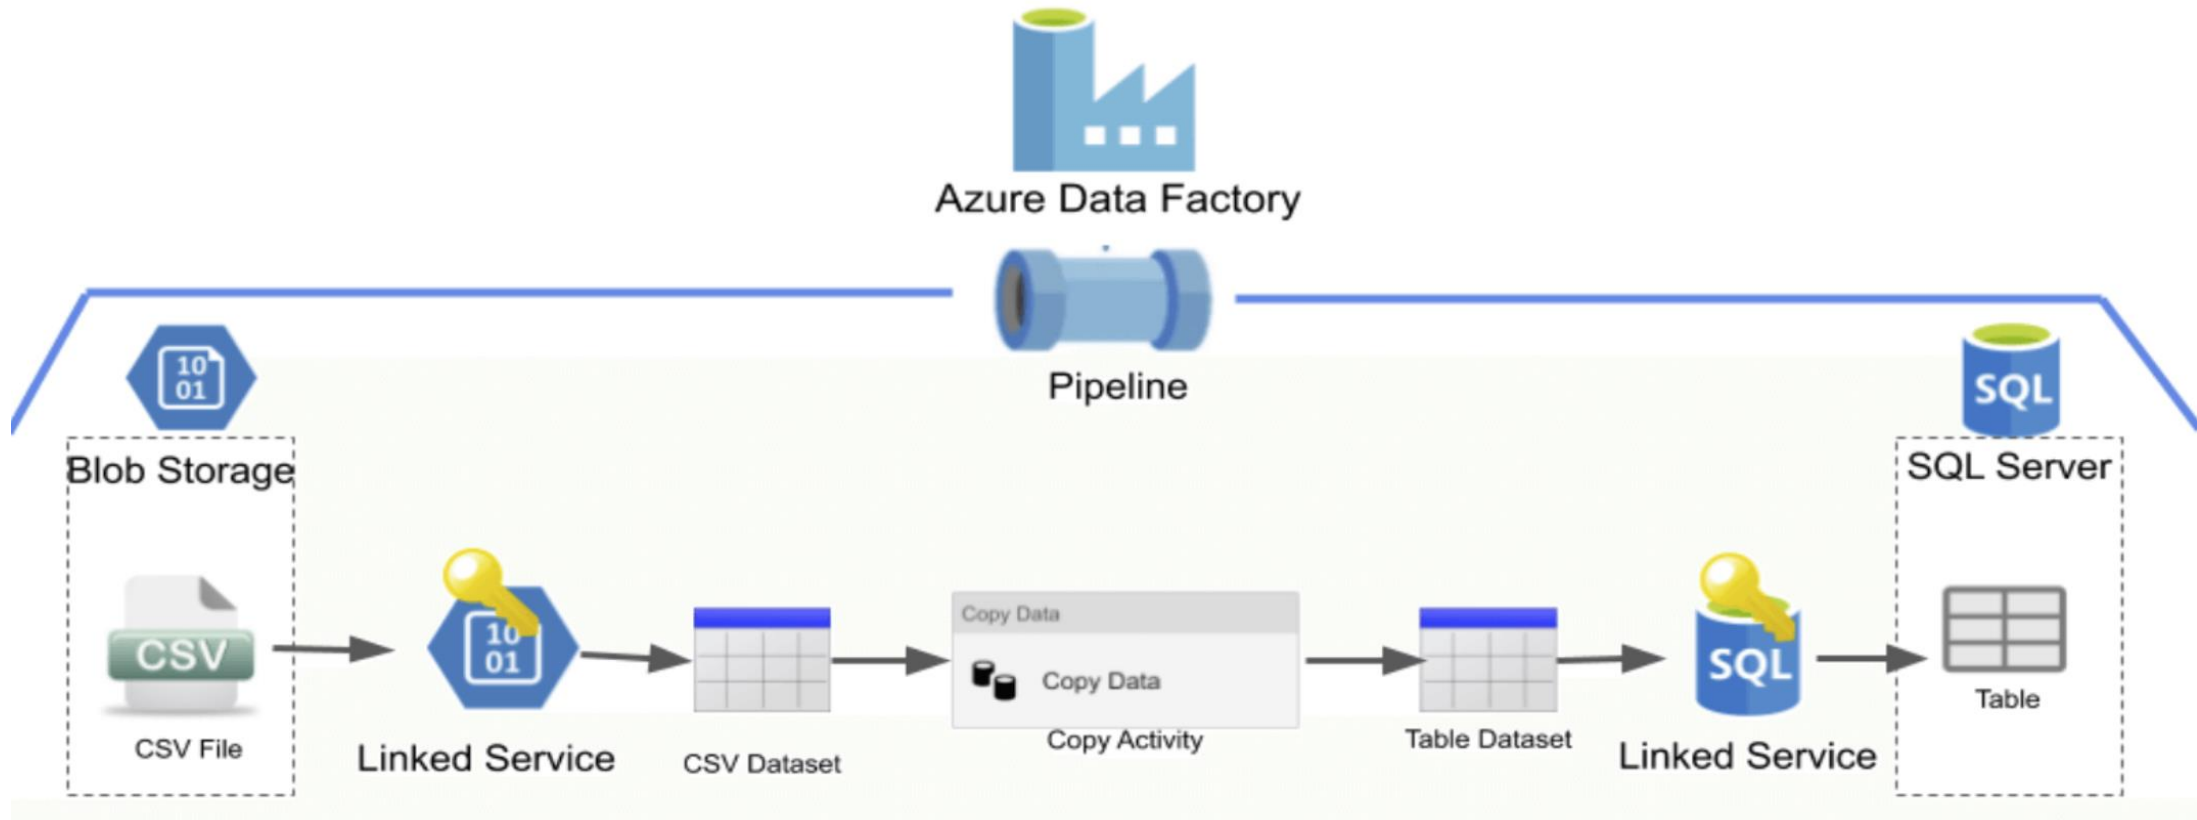 Azure Data Factory
Pipeline
10
01
Blob Storage
CSV
CSV File
10
01
Linked Service
CSV Dataset
Copy Data
Copy Data
Copy Activity
Table Dataset
SQL
Linked Service
SQL
SQL Server
Table